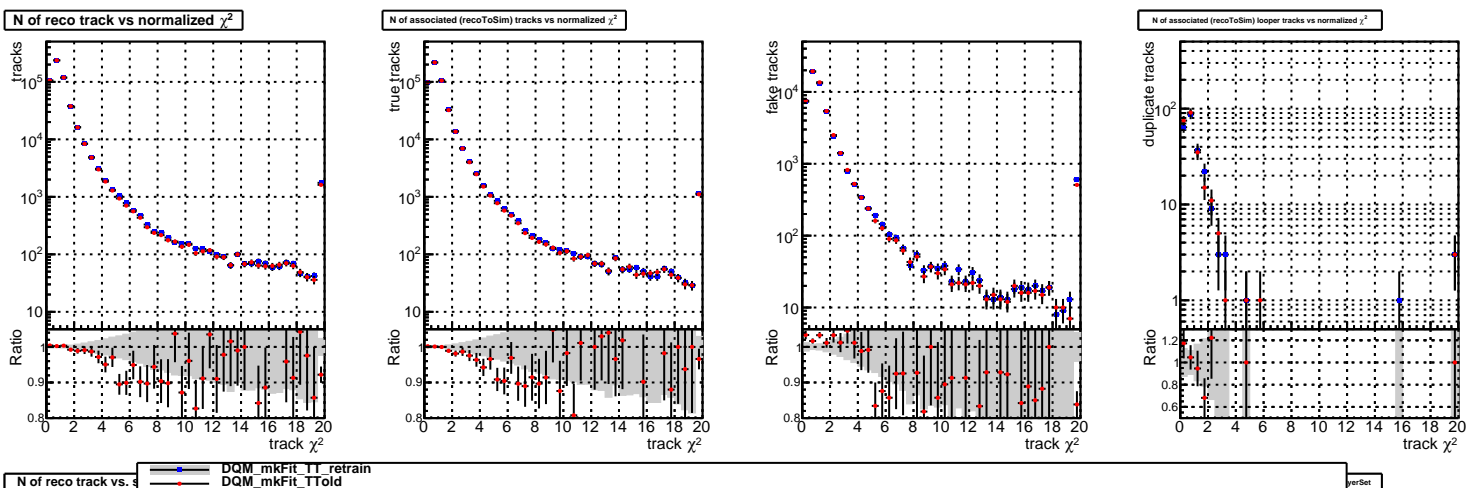 N of reco track vs normalized χ²
N of associated (recoToSim) tracks vs normalized χ²
N of associated (recoToSim) looper tracks vs normalized χ²
tracks
10⁵
10⁴
10³
10²
10
Ratio
1
0.9
0.8
0 2 4 6 8 10 12 14 16 18 20
track χ²
true tracks
10⁵
10⁴
10³
10²
10
Ratio
1
0.9
0.8
0 2 4 6 8 10 12 14 16 18 20
track χ²
fake tracks
10⁴
10³
10²
10
Ratio
1
0.9
0.8
0 2 4 6 8 10 12 14 16 18 20
track χ²
duplicate tracks
10²
10
1
Ratio
1.2
1
0.8
0.6
0 2 4 6 8 10 12 14 16 18 20
track χ²
N of reco track vs. s
DQM_mkFit_TT_retrain
DQM_mkFit_TTold
yerSet